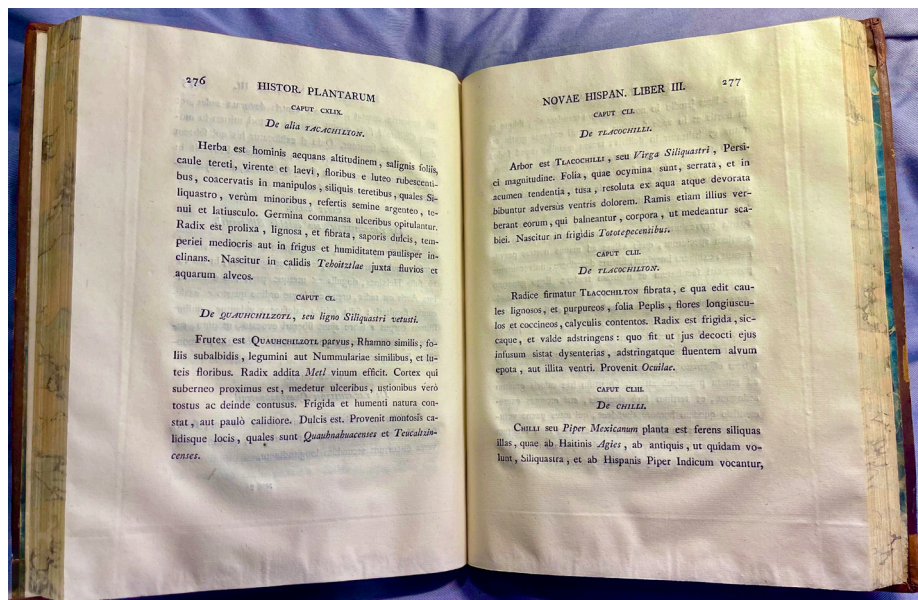 276
HISTOR. PLANTARUM
CAPUT CXLIX.
De alia TACACHILTON.
Herba est hominis aequans altitudinem, salignis foliis,
caule tereti, virente et laevi, floribus e luteo rubescenti-
bus, coacervatis in manipulos, siliquis teretibus, quales Si-
liquastro, verùm minoribus, refertis semine argenteo, te-
nui et latiusculo. Germina commansa ulceribus opitulantur.
Radix est prolixa, lignosa, et fibrata, saporis dulcis, tem-
periei mediocris aut in frigus et humiditatem paulisper in-
clinans. Nascitur in calidis Tehoitztlae juxta fluvios et
aquarum alveos.
CAPUT CL.
De QUAUHCHILZOTL, seu ligno Siliquastri vetusti.
Frutex est QUAUHCHILZOTL parvus, Rhamno similis, fo-
liis subalbidis, legumini aut Nummulariae similibus, et lu-
teis floribus. Radix addita Metl vinum efficit. Cortex qui
suberneo proximus est, medetur ulceribus, ustionibus verò
tostus ac deinde contusus. Frigida et humenti natura con-
stat, aut paulò calidiore. Dulcis est. Provenit montosis ca-
lidisque locis, quales sunt Quauhnahuacenses et Teucaltzin-
censes.
NOVAE HISPAN. LIBER III.
277
CAPUT CLI.
De TLACOCHILLI.
Arbor est TLACOCHILLI, seu Virga Siliquastri, Persi-
ci magnitudine. Folia, quae ocymina sunt, serrata, et in
acumen tendentia, tusa, resoluta ex aqua atque devorata
bibuntur adversus ventris dolorem. Ramis etiam illius ver-
berant eorum, qui balneantur, corpora, ut medeantur sca-
biei. Nascitur in frigidis Tototepecensibus.
CAPUT CLII.
De TLACOCHILTON.
Radice firmatur TLACOCHILTON fibrata, e qua edit cau-
les lignosos, et purpureos, folia Peplis, flores longiuscu-
los et coccineos, calyculis contentos. Radix est frigida, sic-
caque, et valde adstringens: quo fit ut jus decocti ejus
infusum sistat dysenterias, adstringatque fluentem alvum
epota, aut illita ventri. Provenit Ocuilae.
CAPUT CLIII.
De CHILLI.
CHILLI seu Piper Mexicanum planta est ferens siliquas
illas, quae ab Haitinis Agies, ab antiquis, ut quidam vo-
lunt, Siliquastra, et ab Hispanis Piper Indicum vocantur,